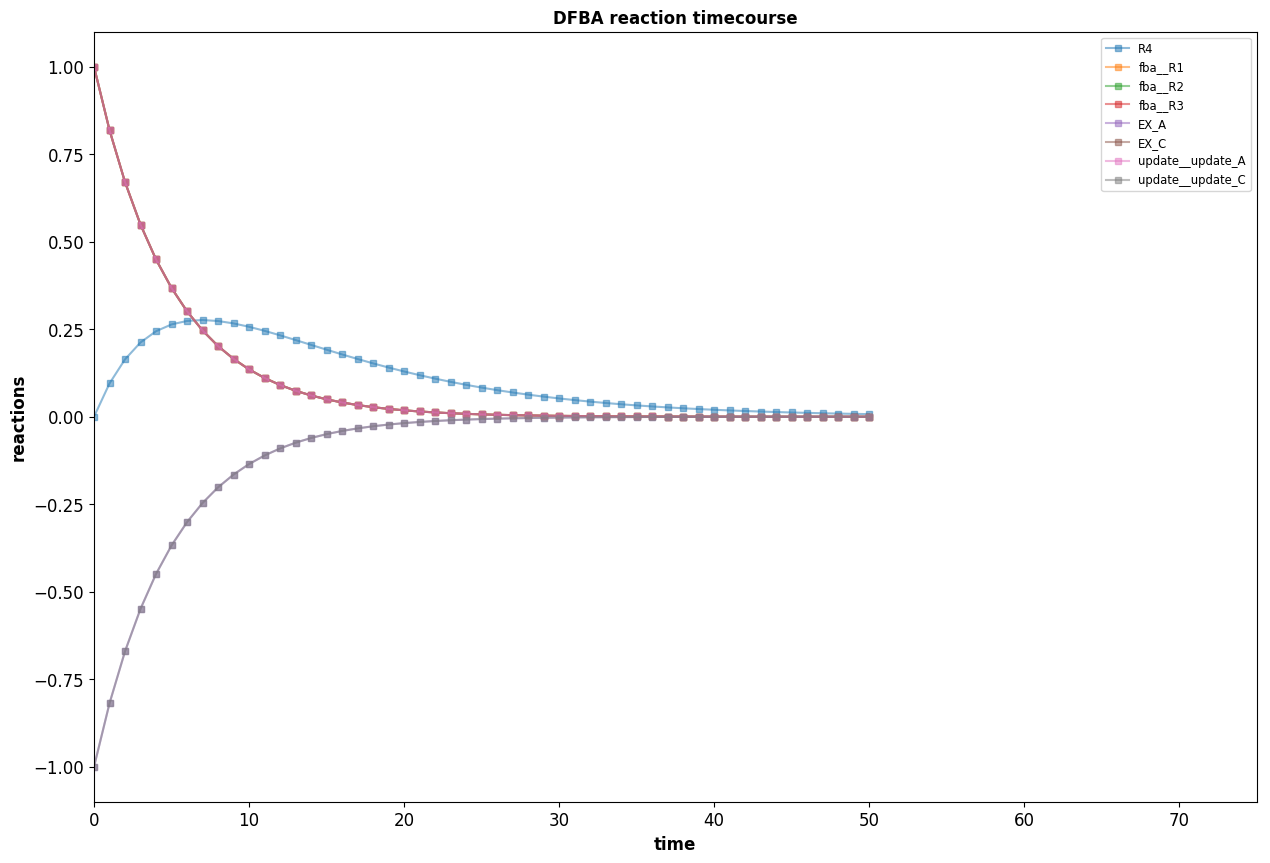 DFBA reaction timecourse
R4
fba__R1
fba__R2
fba__R3
EX_A
EX_C
update__update_A
update__update_C
1.00
0.75
0.50
0.25
0.00
−0.25
−0.50
−0.75
−1.00
reactions
0 10 20 30 40 50 60 70
time